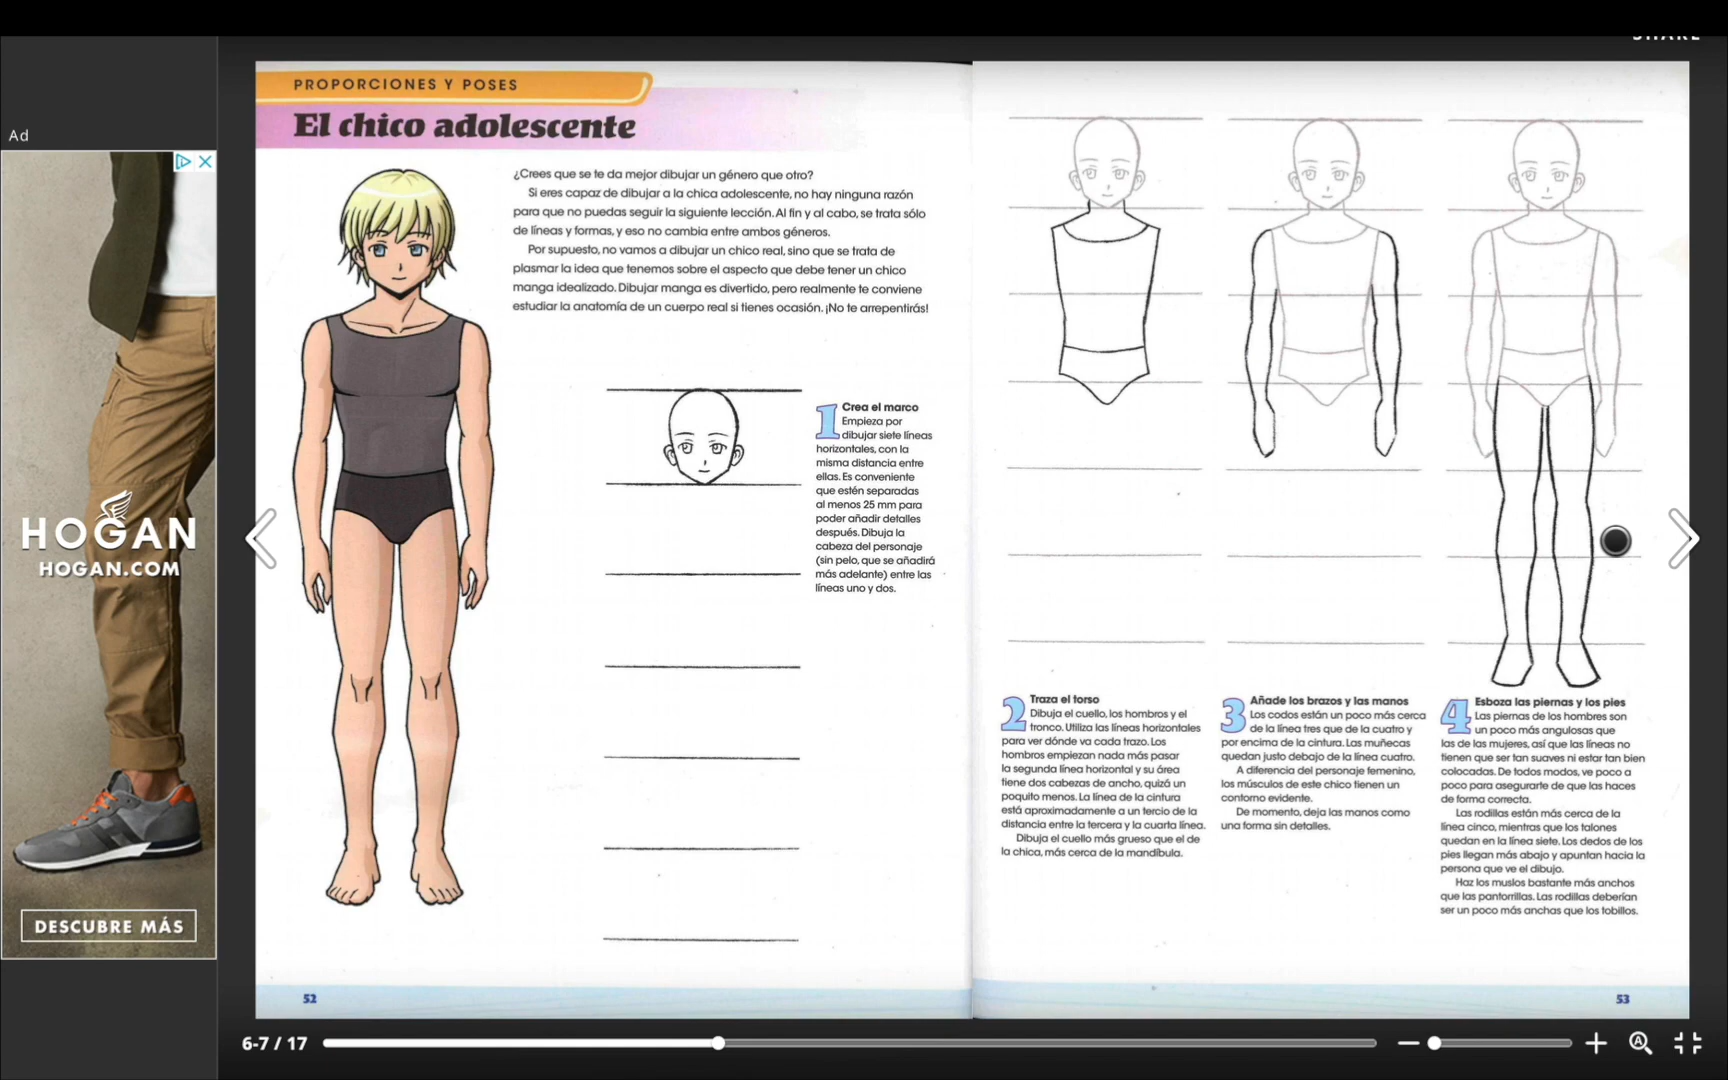 Ad
HOGAN
HOGAN.COM
DESCUBRE MÁS
PROPORCIONES Y POSES
El chico adolescente
¿Crees que se te da mejor dibujar un género que otro?
Si eres capaz de dibujar a la chica adolescente, no hay ninguna razón
para que no puedas seguir la siguiente lección. Al fin y al cabo, se trata sólo
de líneas y formas, y eso no cambia entre ambos géneros.
Por supuesto, no vamos a dibujar un chico real, sino que se trata de
plasmar la idea que tenemos sobre el aspecto que debe tener un chico
manga idealizado. Dibujar manga es divertido, pero realmente te conviene
estudiar la anatomía de un cuerpo real si tienes ocasión. ¡No te arrepentirás!
1 Crea el marco
Empieza por
dibujar siete líneas
horizontales, con la
misma distancia entre
ellas. Es conveniente
que estén separadas
al menos 25 mm para
poder añadir detalles
después. Dibuja la
cabeza del personaje
(sin pelo, que se añadirá
más adelante) entre las
líneas uno y dos.
52
2 Traza el torso
Dibuja el cuello, los hombros y el
tronco. Utiliza las líneas horizontales
para ver dónde va cada trazo. Los
hombros empiezan nada más pasar
la segunda línea horizontal y su área
tiene dos cabezas de ancho, quizá un
poquito menos. La línea de la cintura
está aproximadamente a un tercio de la
distancia entre la tercera y la cuarta línea.
Dibuja el cuello más grueso que el de
la chica, más cerca de la mandíbula.
3 Añade los brazos y las manos
Los codos están un poco más cerca
de la línea tres que de la cuatro y
por encima de la cintura. Las muñecas
quedan justo debajo de la línea cuatro.
A diferencia del personaje femenino,
los músculos de este chico tienen un
contorno evidente.
De momento, deja las manos como
una forma sin detalles.
4 Esboza las piernas y los pies
Las piernas de los hombres son
un poco más angulosas que
las de las mujeres, así que las líneas no
tienen que ser tan suaves ni estar tan bien
colocadas. De todos modos, ve poco a
poco para asegurarte de que las haces
de forma correcta.
Las rodillas están más cerca de la
línea cinco, mientras que los talones
quedan en la línea siete. Los dedos de los
pies llegan más abajo y apuntan hacia la
persona que ve el dibujo.
Haz los muslos bastante más anchos
que las pantorrillas. Las rodillas deberían
ser un poco más anchas que los tobillos.
53
6-7 / 17